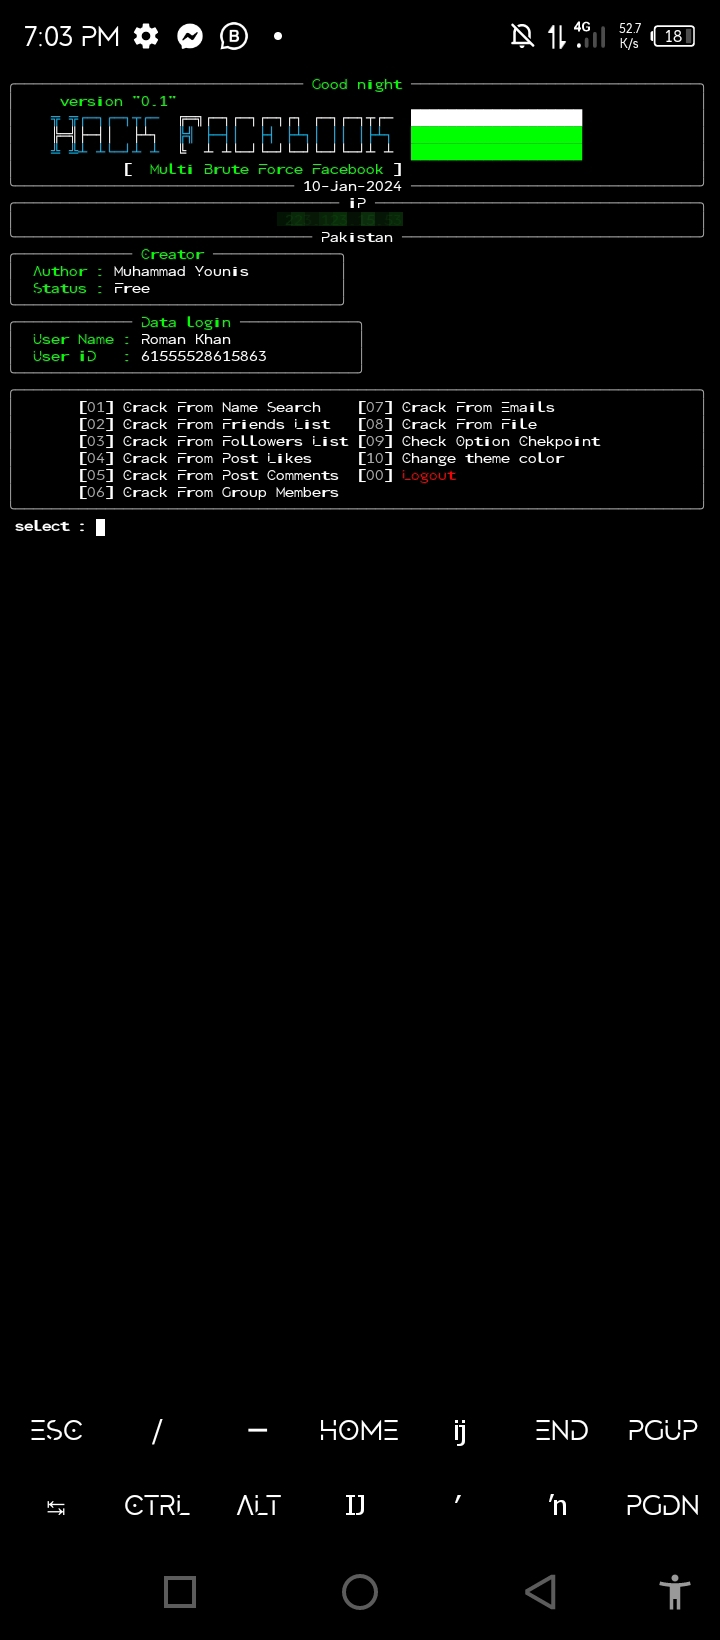 7:03 PM
4G
52.7 K/s
18
Good night
version "0.1"
[ Multi Brute Force Facebook ]
10-Jan-2024
iP
Pakistan
Creator
Author : Muhammad Younis
Status : Free
Data login
User Name : Roman Khan
User iD : 61555528615863
[01] Crack From Name Search [07] Crack From Emails
[02] Crack From Friends List [08] Crack From File
[03] Crack From Followers List [09] Check Option Chekpoint
[04] Crack From Post Likes [10] Change theme color
[05] Crack From Post Comments [00] Logout
[06] Crack From Group Members
select :
ESC / — HOME ij END PGUP
↹ CTRL ALT IJ ʼ ŉ PGDN